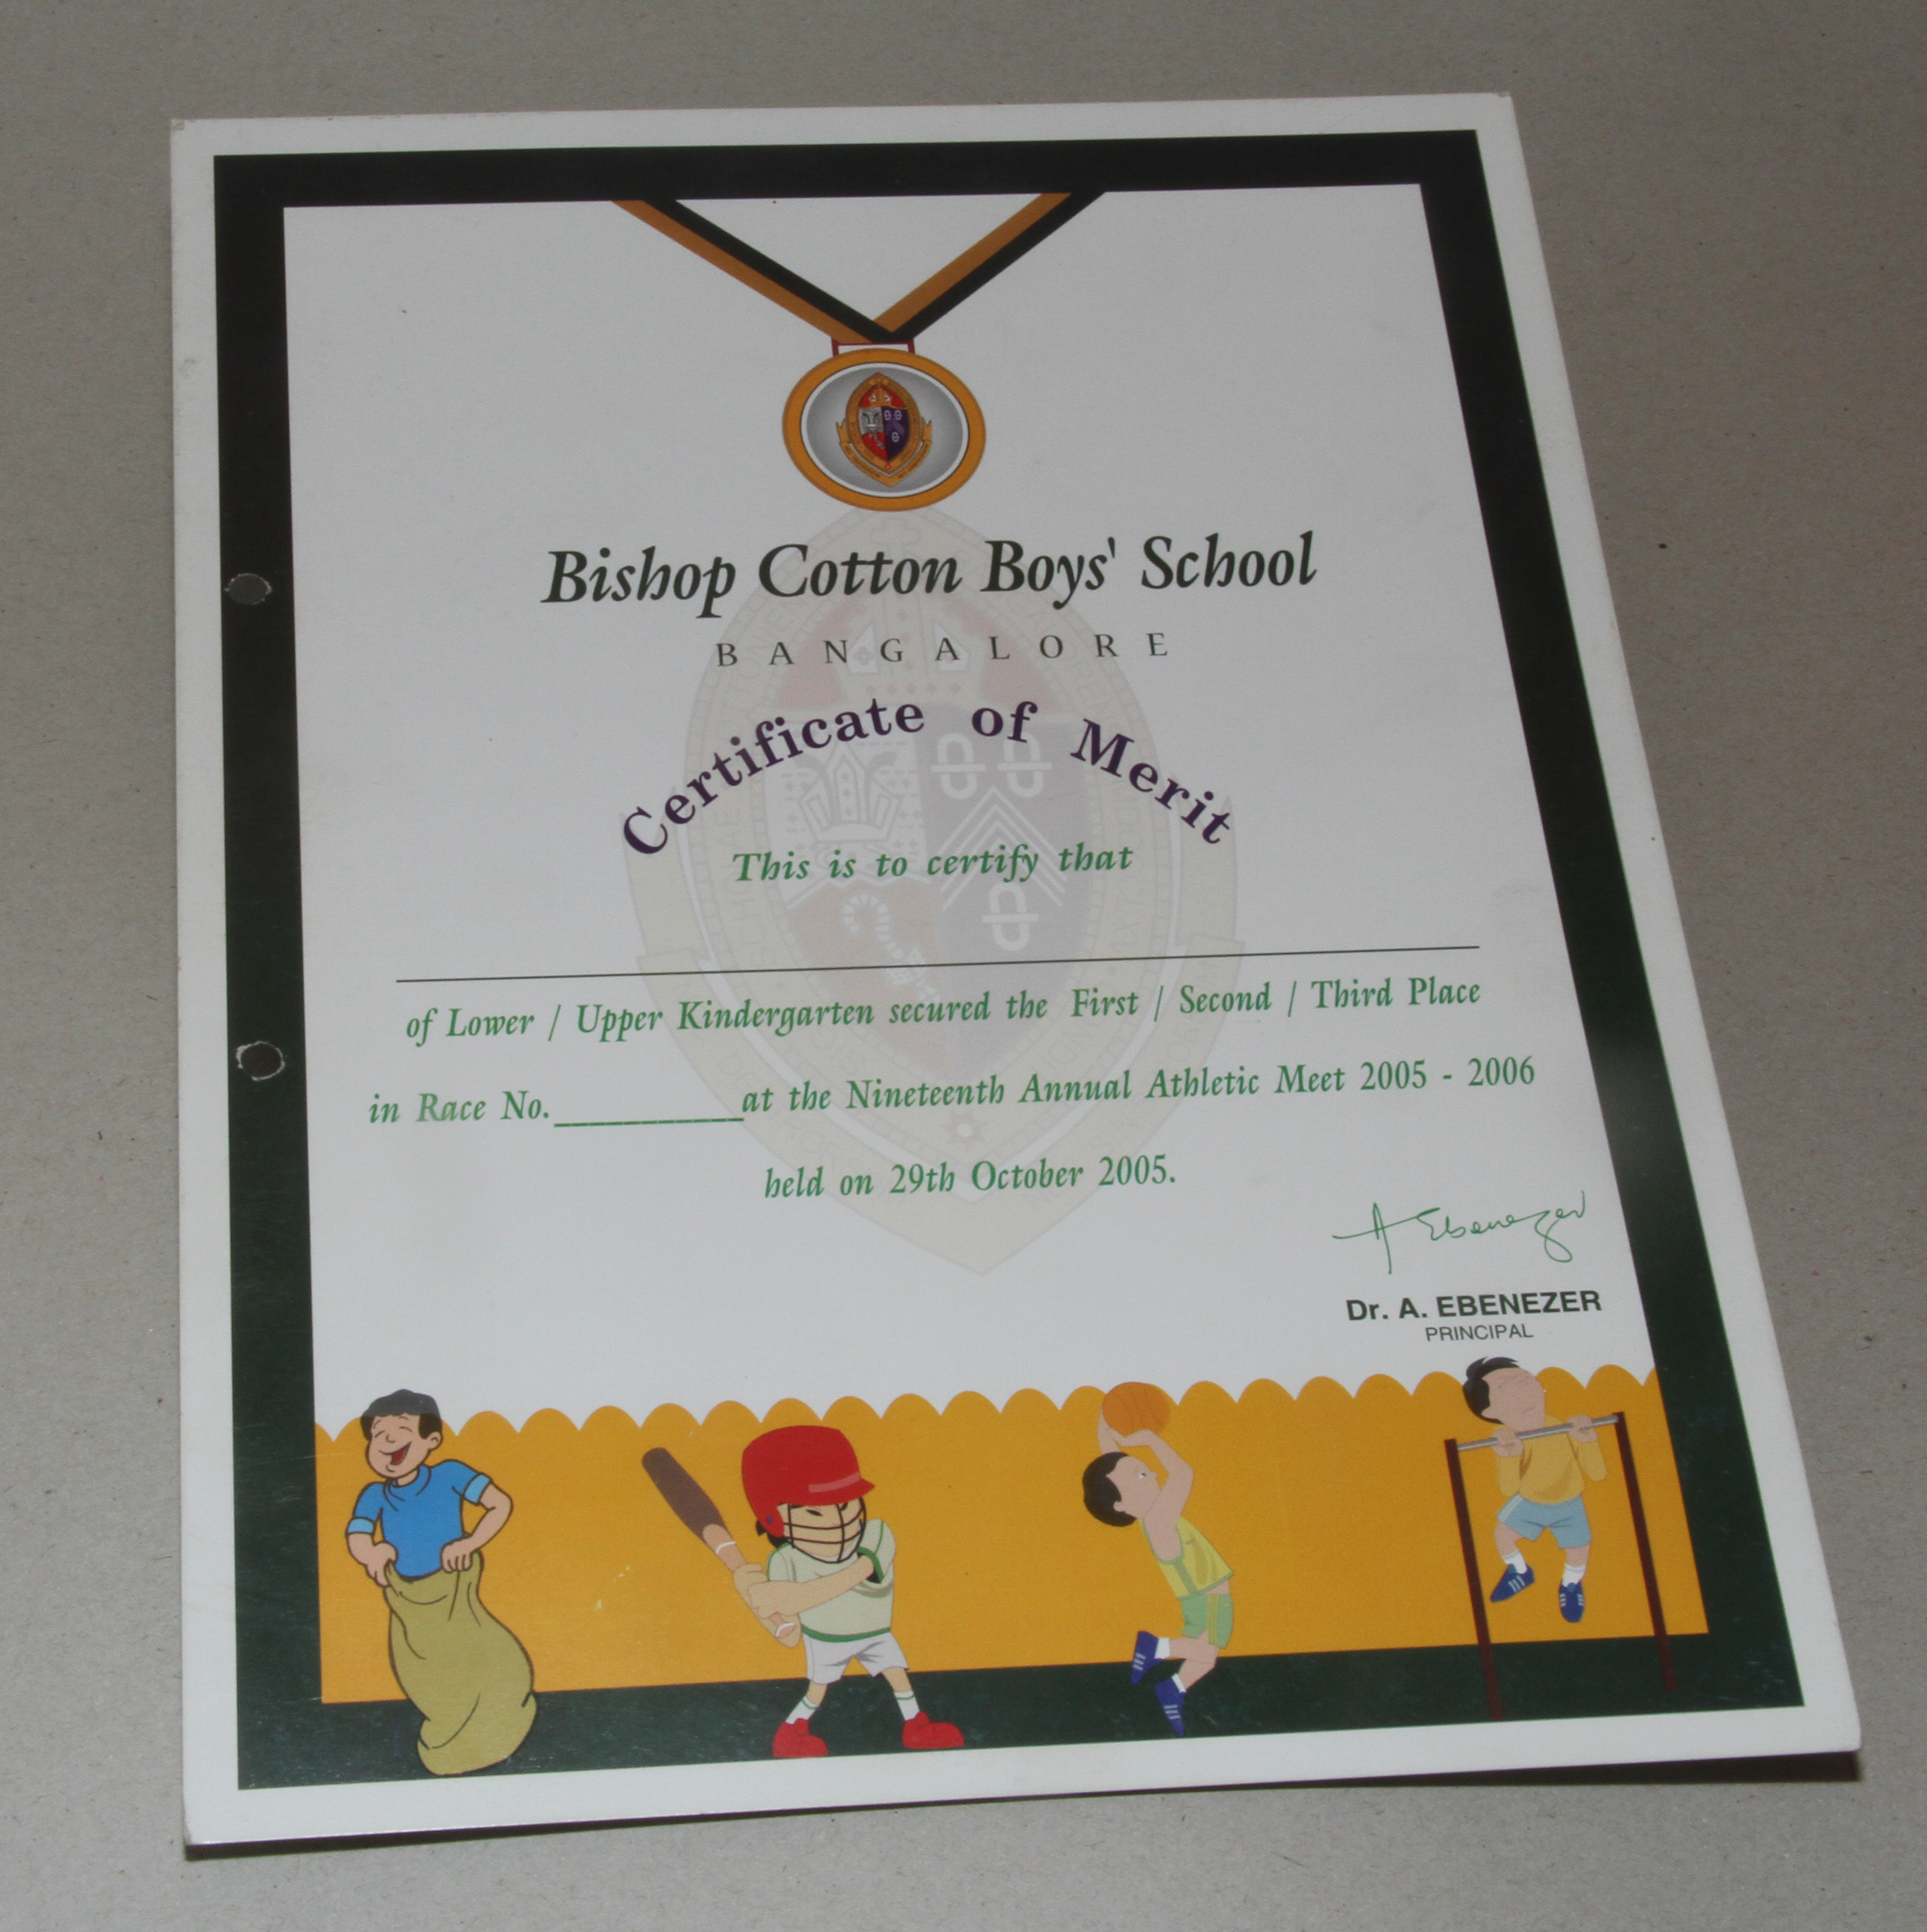 Bishop Cotton Boys' School
BANGALORE
Certificate of Merit
This is to certify that
of Lower / Upper Kindergarten secured the First / Second / Third Place
in Race No.__________at the Nineteenth Annual Athletic Meet 2005 - 2006
held on 29th October 2005.
A Ebenezer
Dr. A. EBENEZER
PRINCIPAL